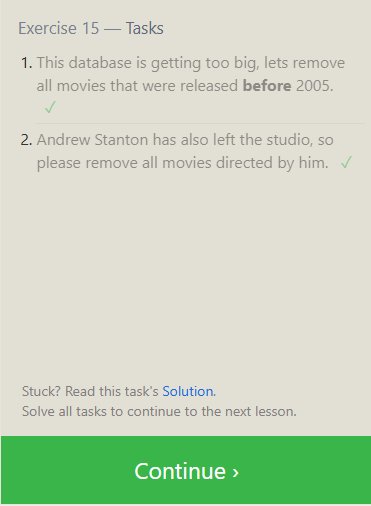 Exercise 15 — Tasks
1. This database is getting too big, lets remove
all movies that were released before 2005.
✓
2. Andrew Stanton has also left the studio, so
please remove all movies directed by him. ✓
Stuck? Read this task's Solution.
Solve all tasks to continue to the next lesson.
Continue ›